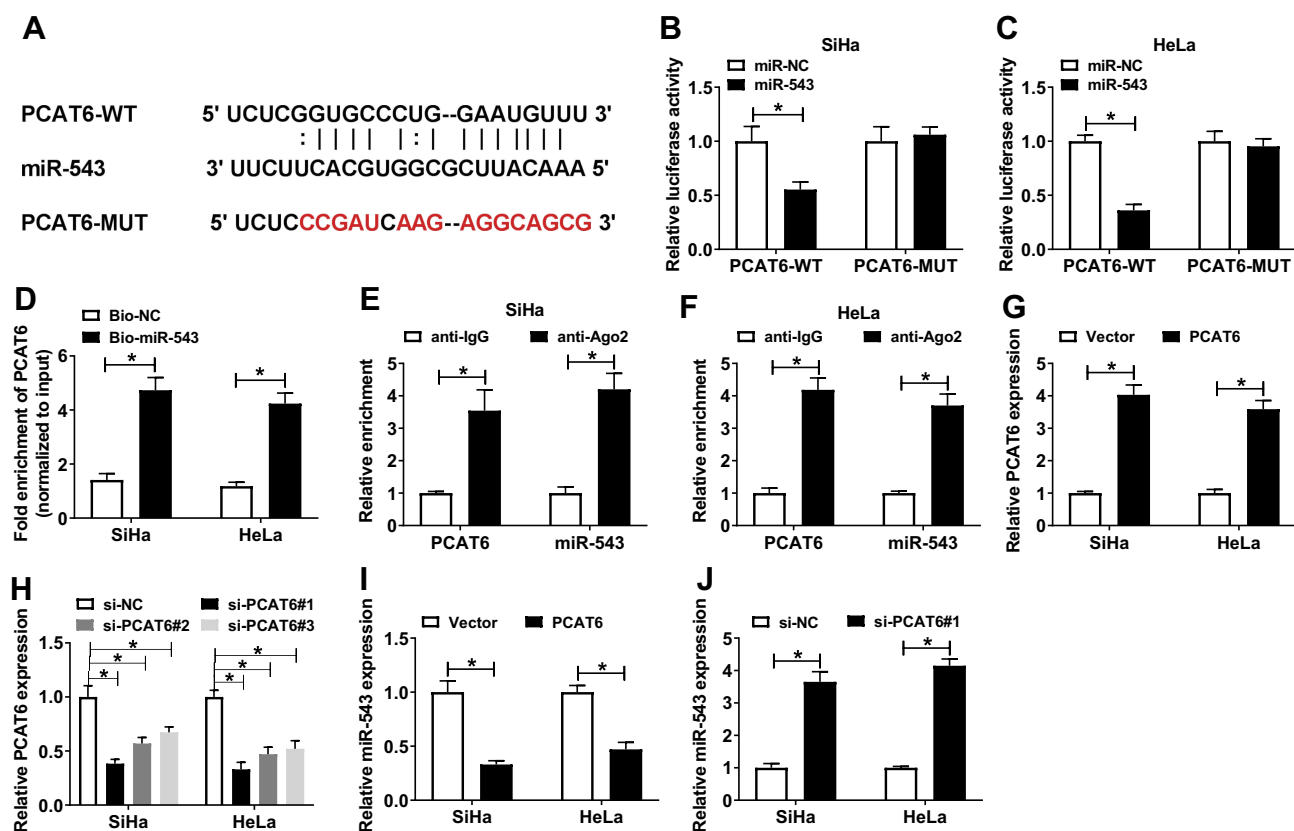 A
PCAT6-WT 5' UCUCGGUGCCCUG--GAAUGUUU 3'
: | | | | | : | | | | | | | |
miR-543 3' UUCUUCACGUGGCGCUUACAAA 5'
PCAT6-MUT 5' UCUCCCGAUCAAG--AGGCAGCG 3'
B
SiHa
miR-NC
miR-543
Relative luciferase activity
1.5
1.0
0.5
0.0
*
PCAT6-WT PCAT6-MUT
C
HeLa
miR-NC
miR-543
Relative luciferase activity
1.5
1.0
0.5
0.0
*
PCAT6-WT PCAT6-MUT
D
Bio-NC
Bio-miR-543
Fold enrichment of PCAT6
(normalized to input)
6
4
2
0
* *
SiHa HeLa
E
SiHa
anti-IgG anti-Ago2
Relative enrichment
5
4
3
2
1
0
* *
PCAT6 miR-543
F
HeLa
anti-IgG anti-Ago2
Relative enrichment
5
4
3
2
1
0
* *
PCAT6 miR-543
G
Vector PCAT6
Relative PCAT6 expression
5
4
3
2
1
0
* *
SiHa HeLa
H
si-NC si-PCAT6#1
si-PCAT6#2 si-PCAT6#3
Relative PCAT6 expression
1.5
1.0
0.5
0.0
* * * * * *
SiHa HeLa
I
Vector PCAT6
Relative miR-543 expression
1.5
1.0
0.5
0.0
* *
SiHa HeLa
J
si-NC si-PCAT6#1
Relative miR-543 expression
5
4
3
2
1
0
* *
SiHa HeLa